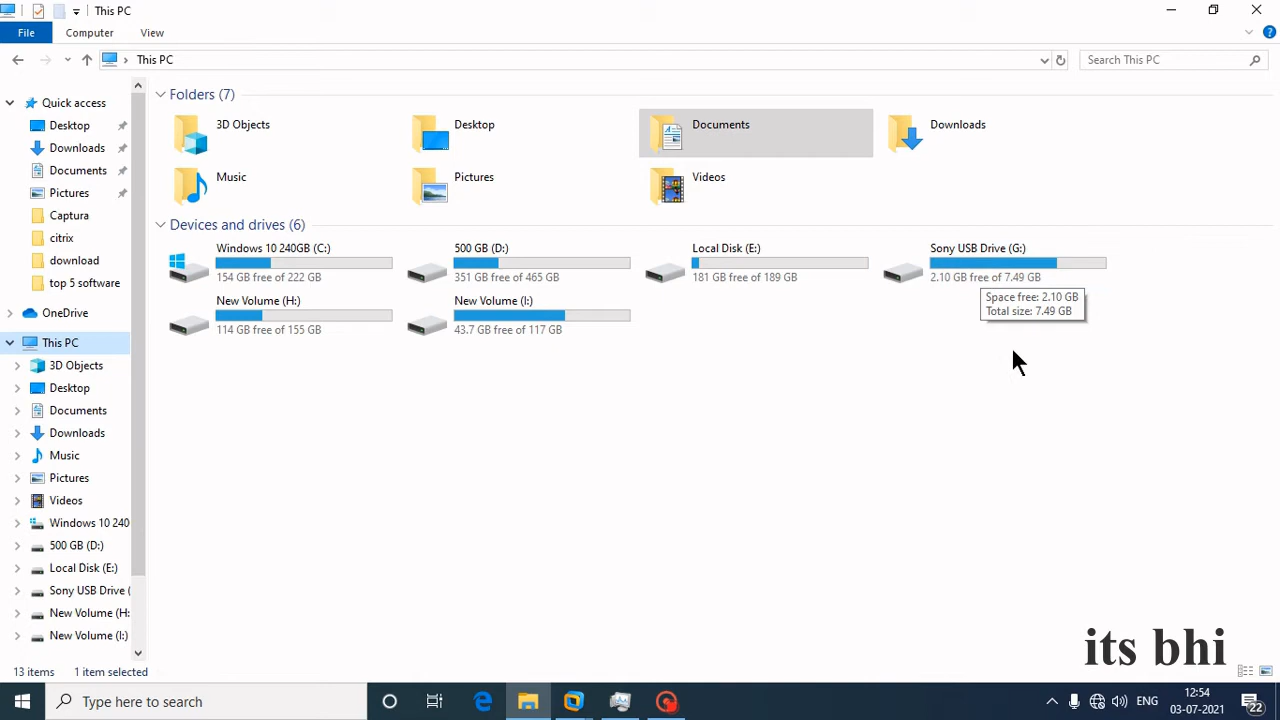 This PC
File
Computer
View
This PC
Search This PC
Quick access
Desktop
Downloads
Documents
Pictures
Captura
citrix
download
top 5 software
OneDrive
This PC
3D Objects
Desktop
Documents
Downloads
Music
Pictures
Videos
Windows 10 240
500 GB (D:)
Local Disk (E:)
Sony USB Drive (
New Volume (H:
New Volume (I:)
Folders (7)
3D Objects
Desktop
Documents
Downloads
Music
Pictures
Videos
Devices and drives (6)
Windows 10 240GB (C:)
154 GB free of 222 GB
500 GB (D:)
351 GB free of 465 GB
Local Disk (E:)
181 GB free of 189 GB
Sony USB Drive (G:)
2.10 GB free of 7.49 GB
Space free: 2.10 GB
Total size: 7.49 GB
New Volume (H:)
114 GB free of 155 GB
New Volume (I:)
43.7 GB free of 117 GB
its bhi
13 items
1 item selected
Type here to search
ENG
12:54
03-07-2021
22